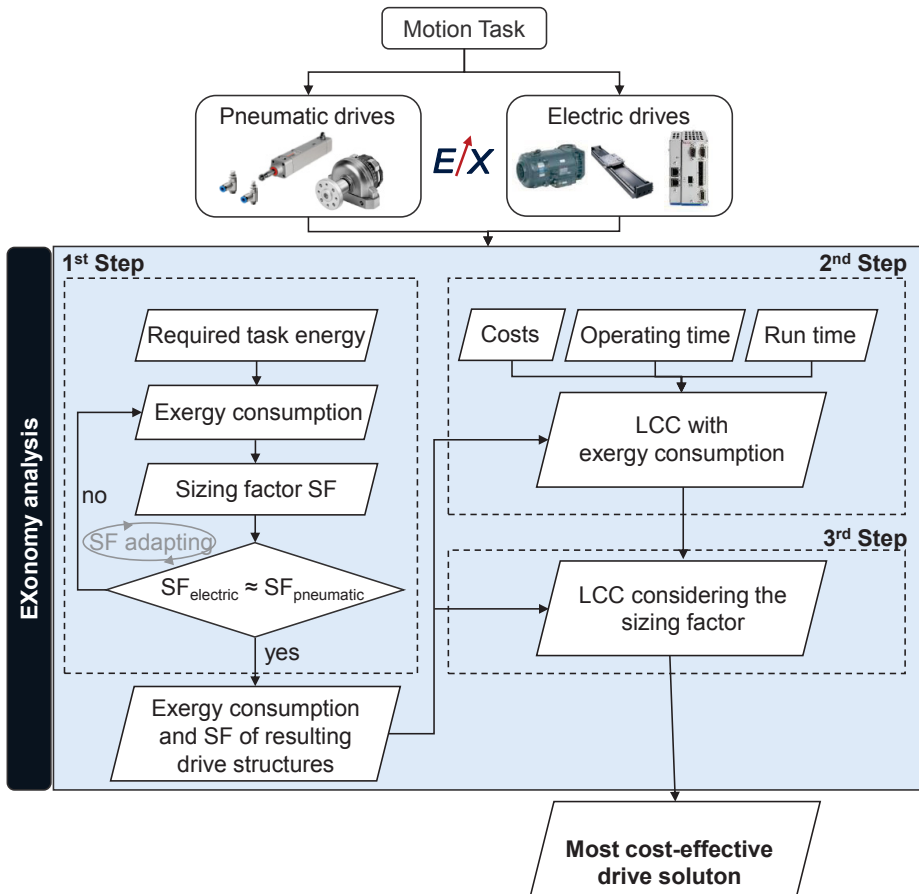 Motion Task
Pneumatic drives
E/X
Electric drives
EXonomy analysis
1st Step
Required task energy
Exergy consumption
Sizing factor SF
no
SF adapting
SFelectric ≈ SFpneumatic
yes
Exergy consumption
and SF of resulting
drive structures
2nd Step
Costs
Operating time
Run time
LCC with
exergy consumption
3rd Step
LCC considering the
sizing factor
Most cost-effective
drive soluton